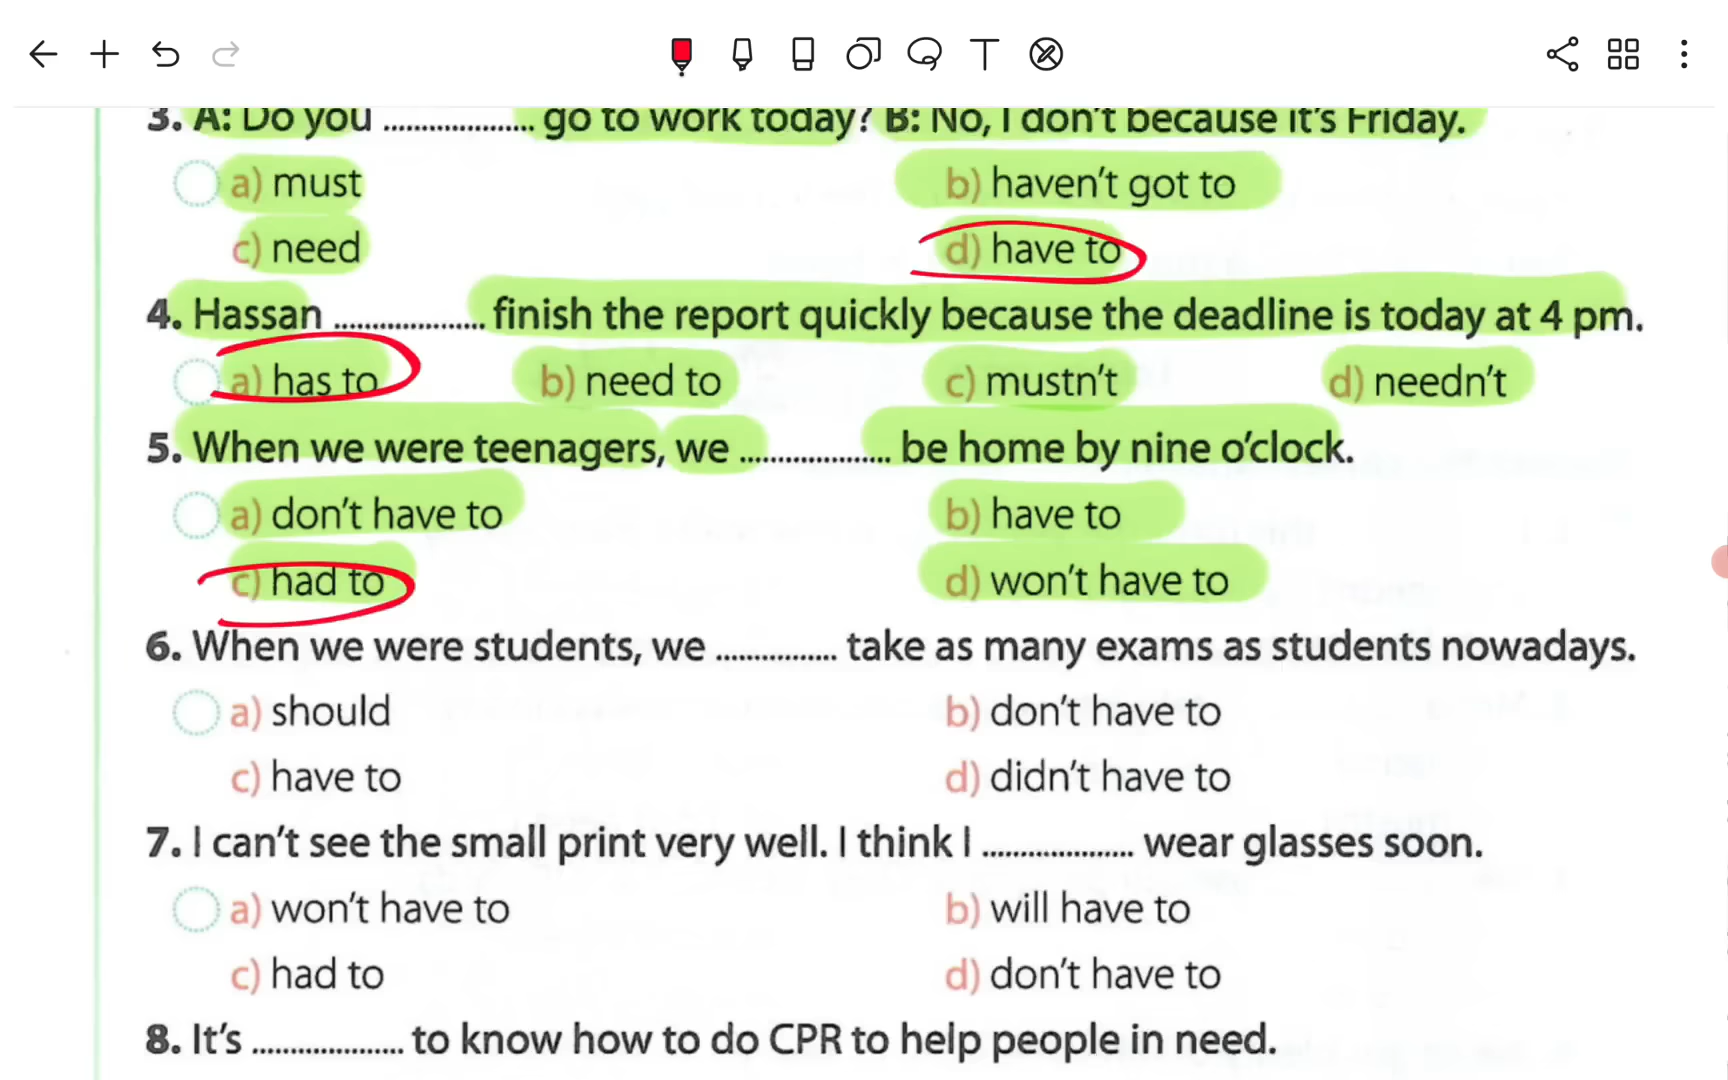 3. A: Do you .................. go to work today? B: No, I don't because it's Friday.
a) must b) haven't got to
c) need d) have to
4. Hassan .................. finish the report quickly because the deadline is today at 4 pm.
a) has to b) need to c) mustn't d) needn't
5. When we were teenagers, we .................. be home by nine o'clock.
a) don't have to b) have to
c) had to d) won't have to
6. When we were students, we .............. take as many exams as students nowadays.
a) should b) don't have to
c) have to d) didn't have to
7. I can't see the small print very well. I think I .................. wear glasses soon.
a) won't have to b) will have to
c) had to d) don't have to
8. It's .................. to know how to do CPR to help people in need.